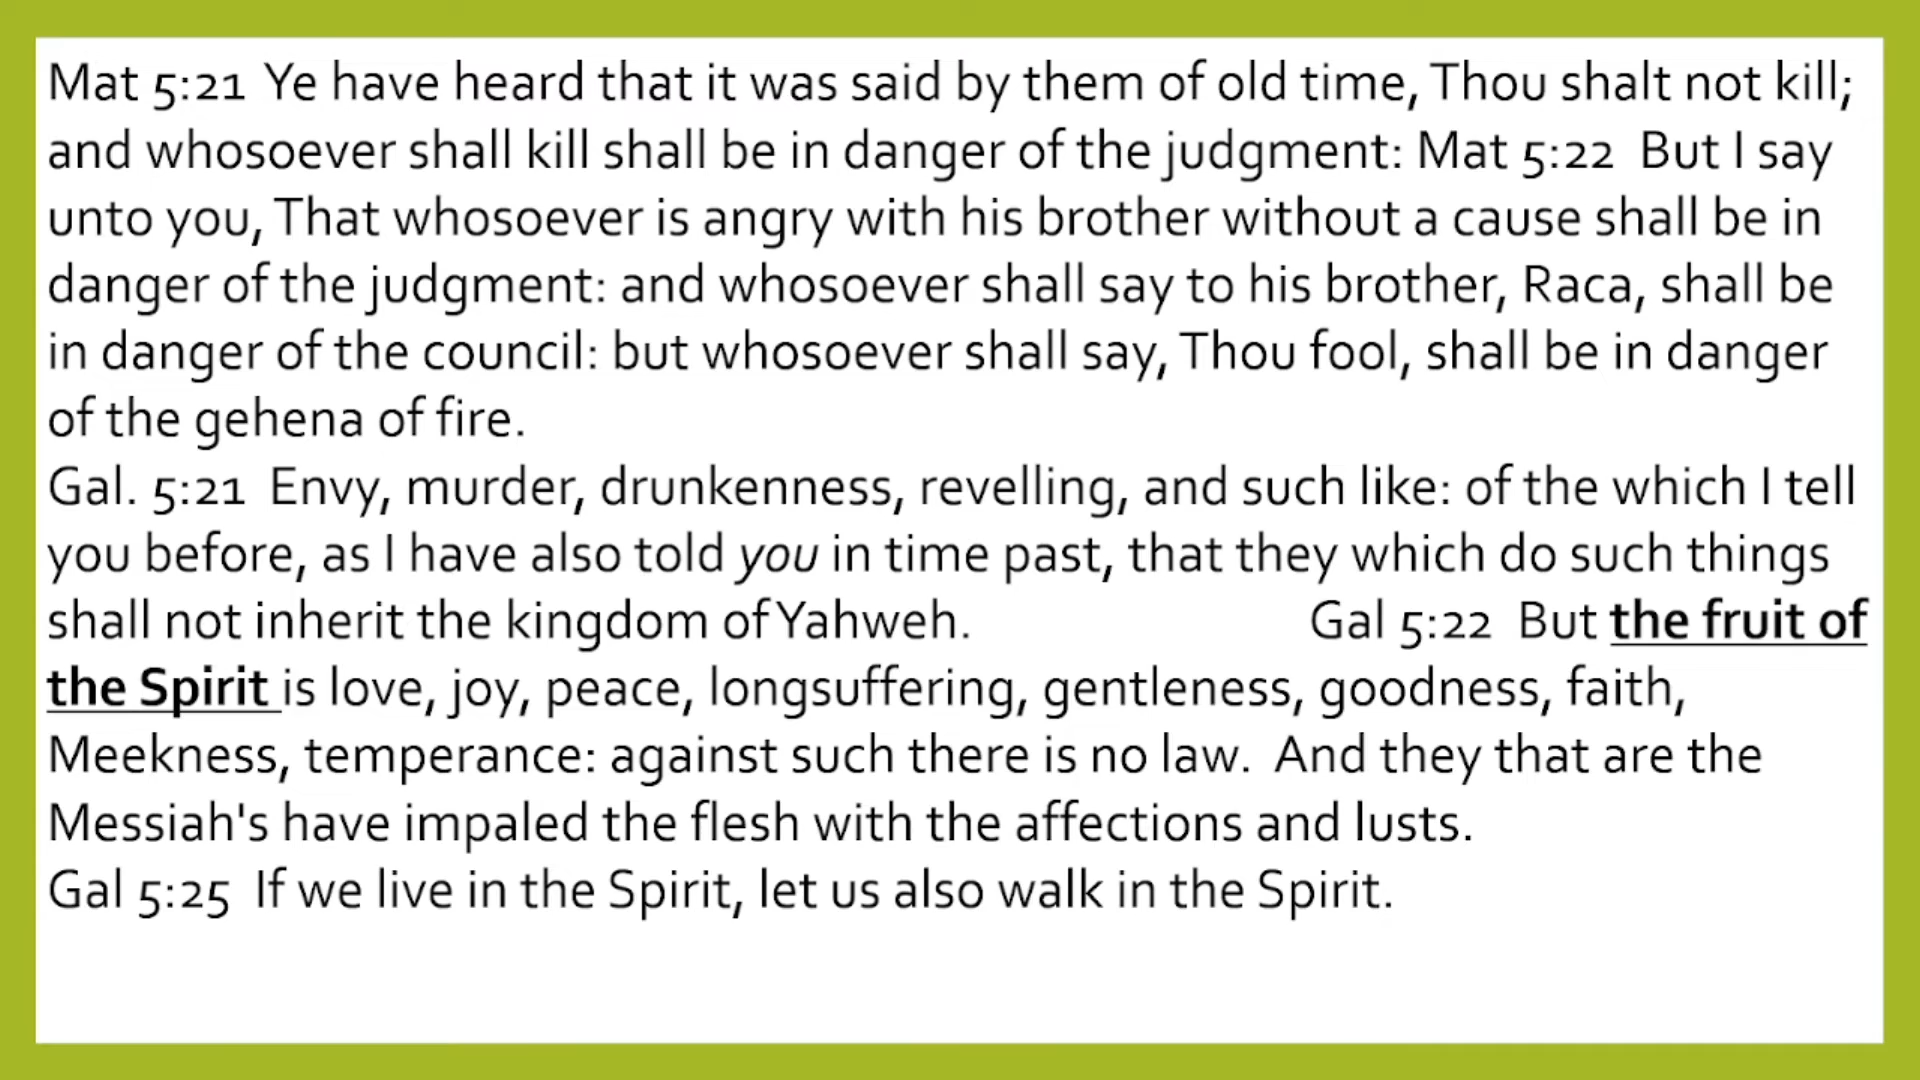 Mat 5:21 Ye have heard that it was said by them of old time, Thou shalt not kill;
and whosoever shall kill shall be in danger of the judgment: Mat 5:22 But I say
unto you, That whosoever is angry with his brother without a cause shall be in
danger of the judgment: and whosoever shall say to his brother, Raca, shall be
in danger of the council: but whosoever shall say, Thou fool, shall be in danger
of the gehena of fire.
Gal. 5:21 Envy, murder, drunkenness, revelling, and such like: of the which I tell
you before, as I have also told you in time past, that they which do such things
shall not inherit the kingdom of Yahweh. Gal 5:22 But the fruit of
the Spirit is love, joy, peace, longsuffering, gentleness, goodness, faith,
Meekness, temperance: against such there is no law. And they that are the
Messiah's have impaled the flesh with the affections and lusts.
Gal 5:25 If we live in the Spirit, let us also walk in the Spirit.